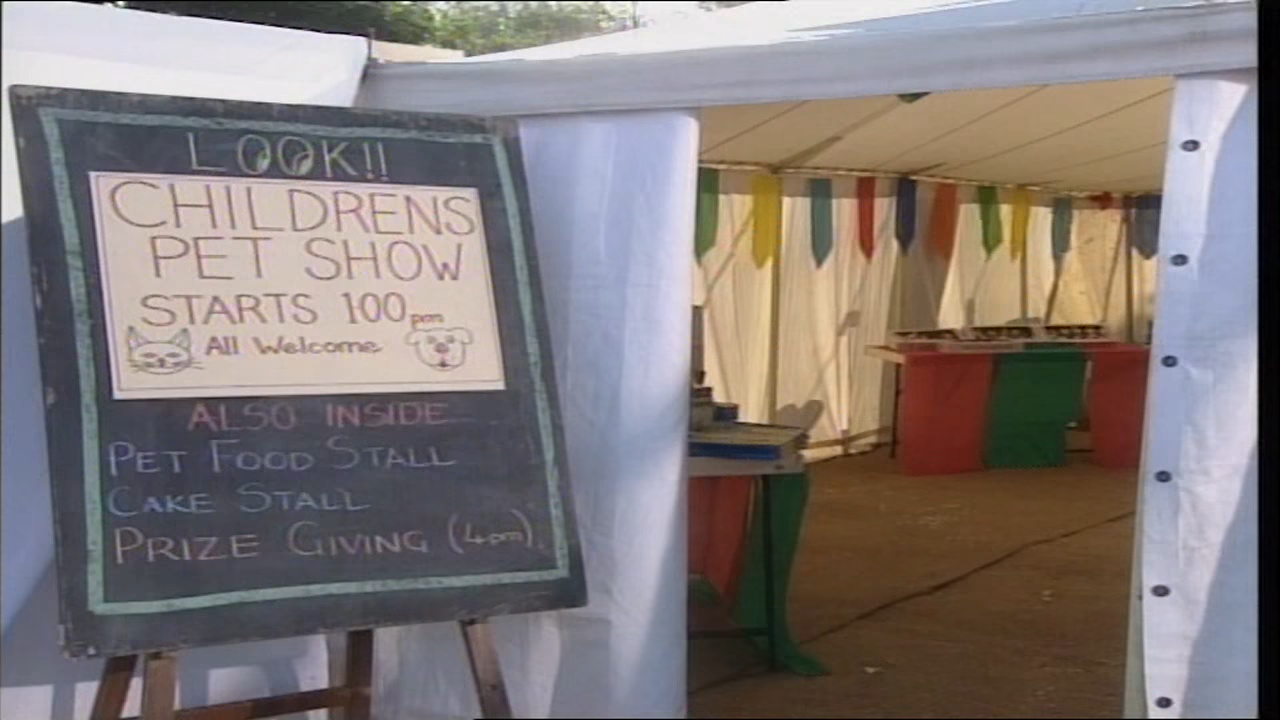 LOOK!!
CHILDRENS
PET SHOW
STARTS 100pm
All Welcome
ALSO INSIDE
PET FOOD STALL
CAKE STALL
PRIZE GIVING (4pm)